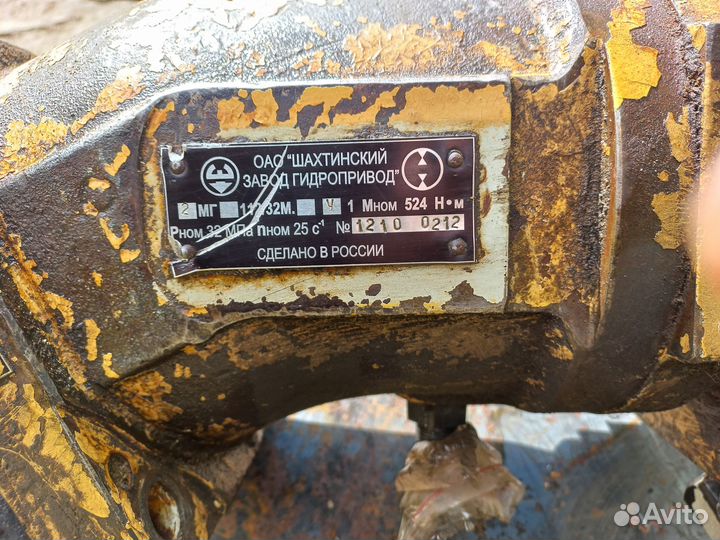 ОАО "ШАХТИНСКИЙ
ЗАВОД ГИДРОПРИВОД"
2 МГ 112/32М. V 1 Мном 524 Н•м
Рном 32 МПа nном 25 с⁻¹ № 1210 0212
СДЕЛАНО В РОССИИ
Avito